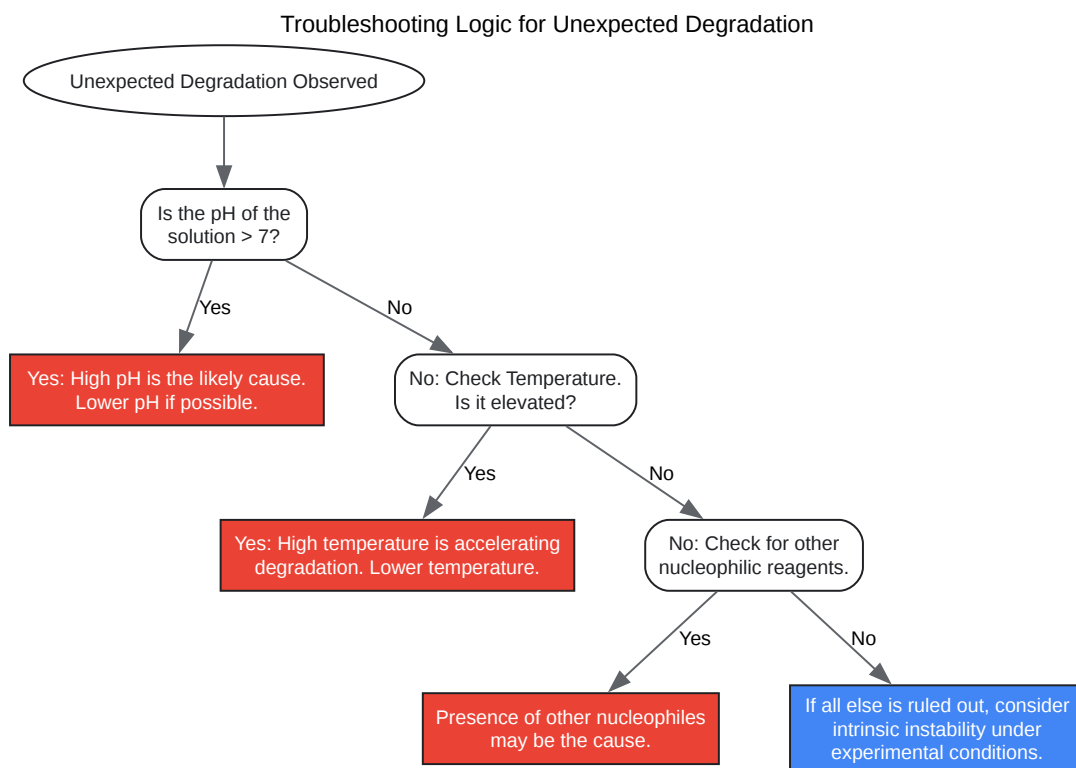 Troubleshooting Logic for Unexpected Degradation
Unexpected Degradation Observed
Is the pH of the
solution > 7?
Yes
No
Yes: High pH is the likely cause.
Lower pH if possible.
No: Check Temperature.
Is it elevated?
Yes
No
Yes: High temperature is accelerating
degradation. Lower temperature.
No: Check for other
nucleophilic reagents.
Yes
No
Presence of other nucleophiles
may be the cause.
If all else is ruled out, consider
intrinsic instability under
experimental conditions.